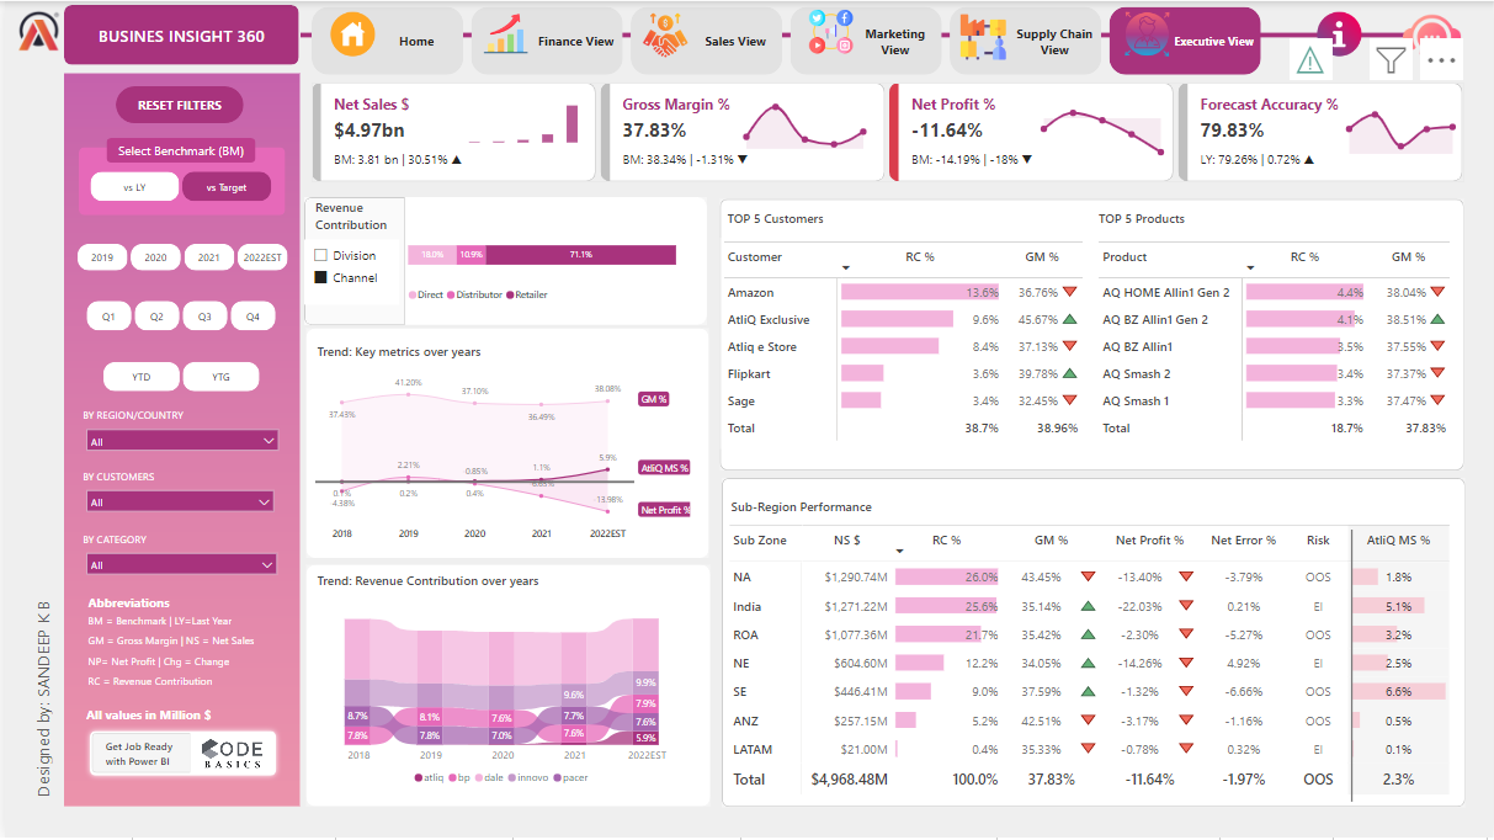 BUSINES INSIGHT 360
Home
Finance View
Sales View
Marketing
View
Supply Chain
View
Executive View
RESET FILTERS
Select Benchmark (BM)
vs LY
vs Target
2019
2020
2021
2022EST
Q1
Q2
Q3
Q4
YTD
YTG
BY REGION/COUNTRY
All
BY CUSTOMERS
All
BY CATEGORY
All
Abbreviations
BM = Benchmark | LY=Last Year
GM = Gross Margin | NS = Net Sales
NP= Net Profit | Chg = Change
RC = Revenue Contribution
All values in Million $
Get Job Ready
with Power BI
CODE
BASICS
Designed by: SANDEEP K B
Net Sales $
$4.97bn
BM: 3.81 bn | 30.51% ▲
Gross Margin %
37.83%
BM: 38.34% | -1.31% ▼
Net Profit %
-11.64%
BM: -14.19% | -18% ▼
Forecast Accuracy %
79.83%
LY: 79.26% | 0.72% ▲
Revenue
Contribution
Division
Channel
18.0% 10.9% 71.1%
Direct Distributor Retailer
Trend: Key metrics over years
37.43% 41.20% 37.10% 36.49% 38.08%
GM %
0.1% 0.2% 0.4% 1.1% 5.9%
AtliQ MS %
-4.38% 2.21% 0.85% -13.98%
Net Profit %
2018 2019 2020 2021 2022EST
Trend: Revenue Contribution over years
8.7% 7.8%
8.1% 7.8%
7.6% 7.0%
9.6% 7.7% 7.6%
9.9% 7.9% 7.6% 5.9%
2018 2019 2020 2021 2022EST
atliq bp dale innovo pacer
TOP 5 Customers
Customer RC % GM %
Amazon 13.6% 36.76%
AtliQ Exclusive 9.6% 45.67%
Atliq e Store 8.4% 37.13%
Flipkart 3.6% 39.78%
Sage 3.4% 32.45%
Total 38.7% 38.96%
TOP 5 Products
Product RC % GM %
AQ HOME Allin1 Gen 2 4.4% 38.04%
AQ BZ Allin1 Gen 2 4.1% 38.51%
AQ BZ Allin1 3.5% 37.55%
AQ Smash 2 3.4% 37.37%
AQ Smash 1 3.3% 37.47%
Total 18.7% 37.83%
Sub-Region Performance
Sub Zone NS $ RC % GM % Net Profit % Net Error % Risk AtliQ MS %
NA $1,290.74M 26.0% 43.45% -13.40% -3.79% OOS 1.8%
India $1,271.22M 25.6% 35.14% -22.03% 0.21% EI 5.1%
ROA $1,077.36M 21.7% 35.42% -2.30% -5.27% OOS 3.2%
NE $604.60M 12.2% 34.05% -14.26% 4.92% EI 2.5%
SE $446.41M 9.0% 37.59% -1.32% -6.66% OOS 6.6%
ANZ $257.15M 5.2% 42.51% -3.17% -1.16% OOS 0.5%
LATAM $21.00M 0.4% 35.33% -0.78% 0.32% EI 0.1%
Total $4,968.48M 100.0% 37.83% -11.64% -1.97% OOS 2.3%